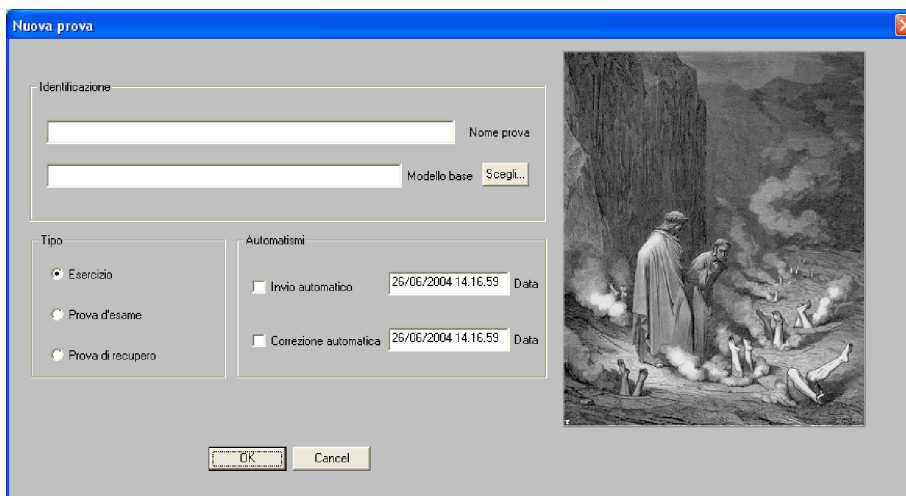 Nuova prova
Identificazione
Nome prova
Modello base Scegli...
Tipo
Esercizio
Prova d'esame
Prova di recupero
Automatismi
Invio automatico 26/06/2004 14.16.59 Data
Correzione automatica 26/06/2004 14.16.59 Data
OK Cancel